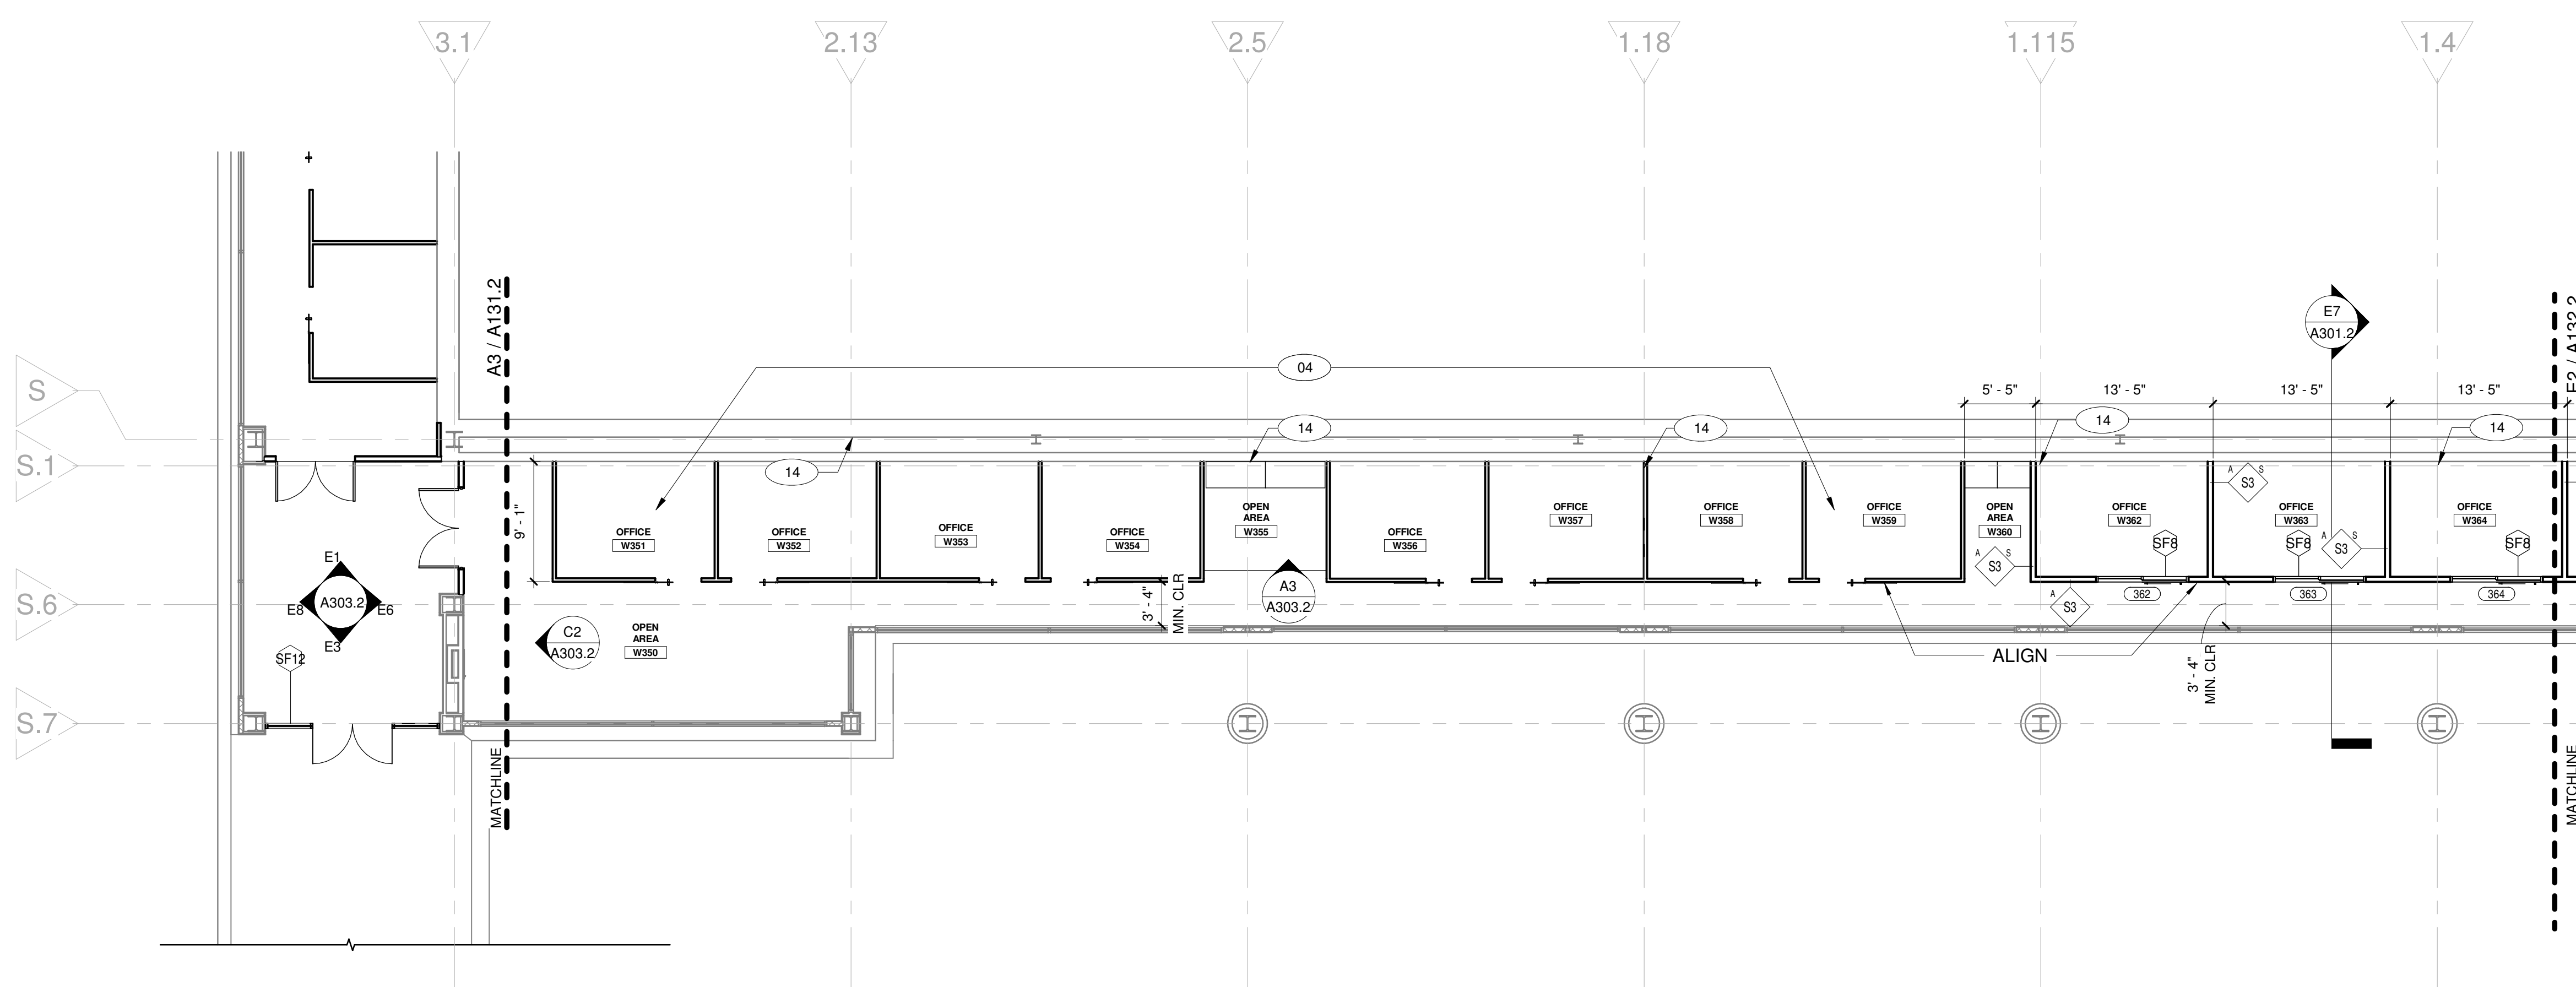 3.1
2.13
2.5
1.18
1.115
1.4
A3 / A131.2
E7
A301.2
04
S
5' - 5"
13' - 5"
13' - 5"
13' - 5"
14
14
14
14
14
S.1
9' - 1"
OFFICE
W351
OFFICE
W352
OFFICE
W353
OFFICE
W354
OPEN
AREA
W355
OFFICE
W356
OFFICE
W357
OFFICE
W358
OFFICE
W359
OPEN
AREA
W360
OFFICE
W362
OFFICE
W363
OFFICE
W364
A S
S3
A S
S3
A S
S3
A
S3
SF8
SF8
SF8
362
363
364
S.6
E1
E8
A303.2
E6
E3
SF12
C2
A303.2
OPEN
AREA
W350
3' - 4"
MIN. CLR
A3
A303.2
ALIGN
3' - 4"
MIN. CLR
S.7
MATCHLINE
MATCHLINE